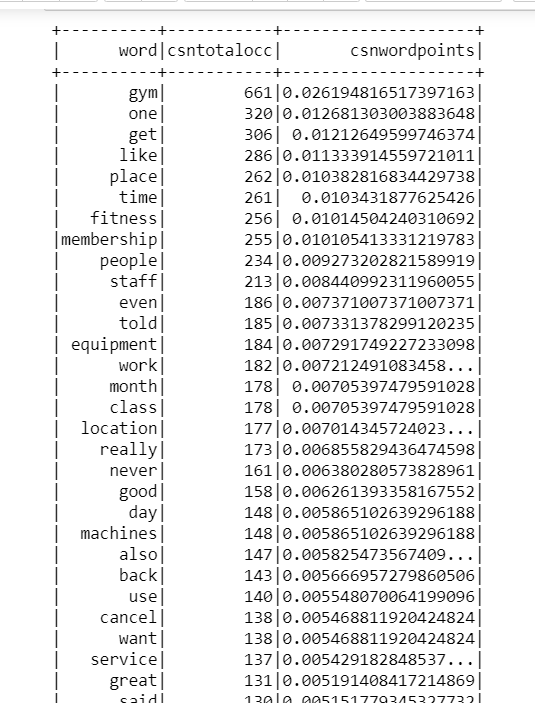 +----------+-----------+--------------------+
|      word|csntotalocc|       csnwordpoints|
+----------+-----------+--------------------+
|       gym|        661|0.026194816517397163|
|       one|        320|0.012681303003883648|
|       get|        306| 0.01212649599746374|
|      like|        286|0.011333914559721011|
|     place|        262|0.010382816834429738|
|      time|        261|  0.0103431877625426|
|   fitness|        256| 0.01014504240310692|
|membership|        255|0.010105413331219783|
|    people|        234|0.009273202821589919|
|     staff|        213|0.008440992311960055|
|      even|        186|0.007371007371007371|
|      told|        185|0.007331378299120235|
| equipment|        184|0.007291749227233098|
|      work|        182|0.007212491083458...|
|     month|        178| 0.00705397479591028|
|     class|        178| 0.00705397479591028|
|  location|        177|0.007014345724023...|
|    really|        173|0.006855829436474598|
|     never|        161|0.006380280573828961|
|      good|        158|0.006261393358167552|
|       day|        148|0.005865102639296188|
|  machines|        148|0.005865102639296188|
|      also|        147|0.005825473567409...|
|      back|        143|0.005666957279860506|
|       use|        140|0.005548070064199096|
|    cancel|        138|0.005468811920424824|
|      want|        138|0.005468811920424824|
|   service|        137|0.005429182848537...|
|     great|        131|0.005191408417214869|
|      said|        130|0.005151779345327732|